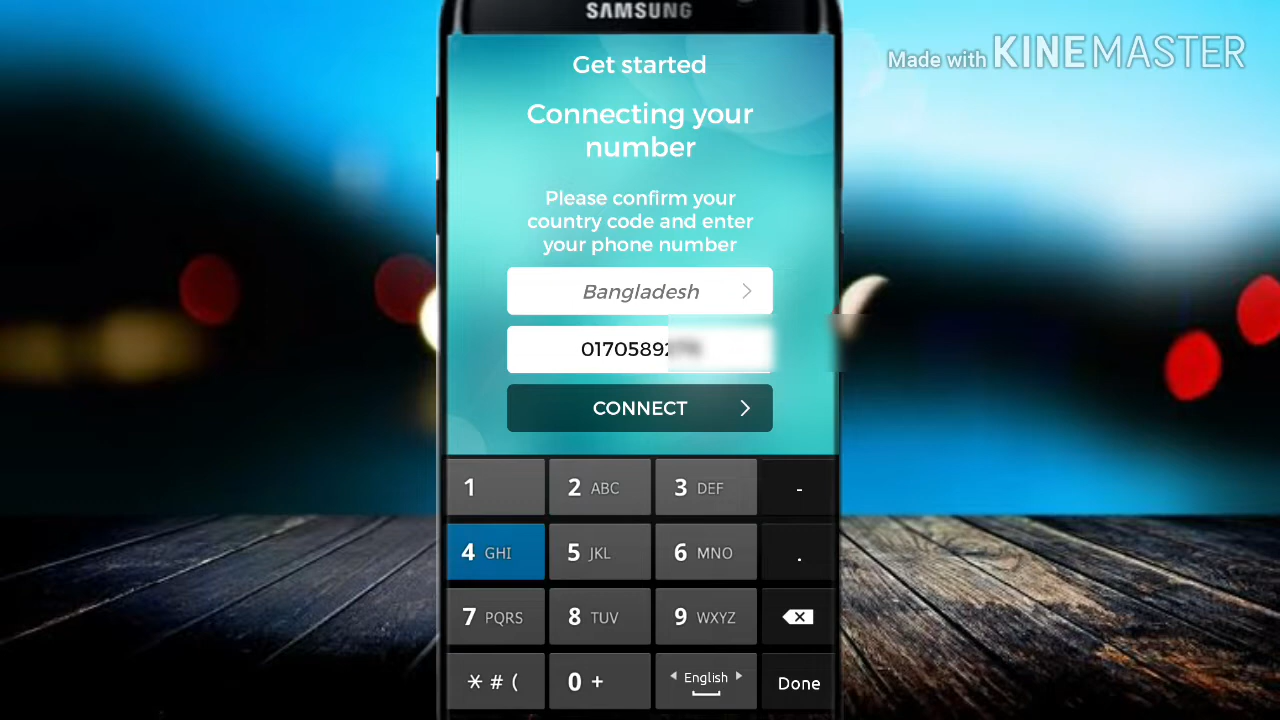 SAMSUNG
Made with KINEMASTER
Get started
Connecting your
number
Please confirm your
country code and enter
your phone number
Bangladesh
0170589
CONNECT
1
2 ABC
3 DEF
-
4 GHI
5 JKL
6 MNO
.
7 PQRS
8 TUV
9 WXYZ
* # (
0 +
English
Done